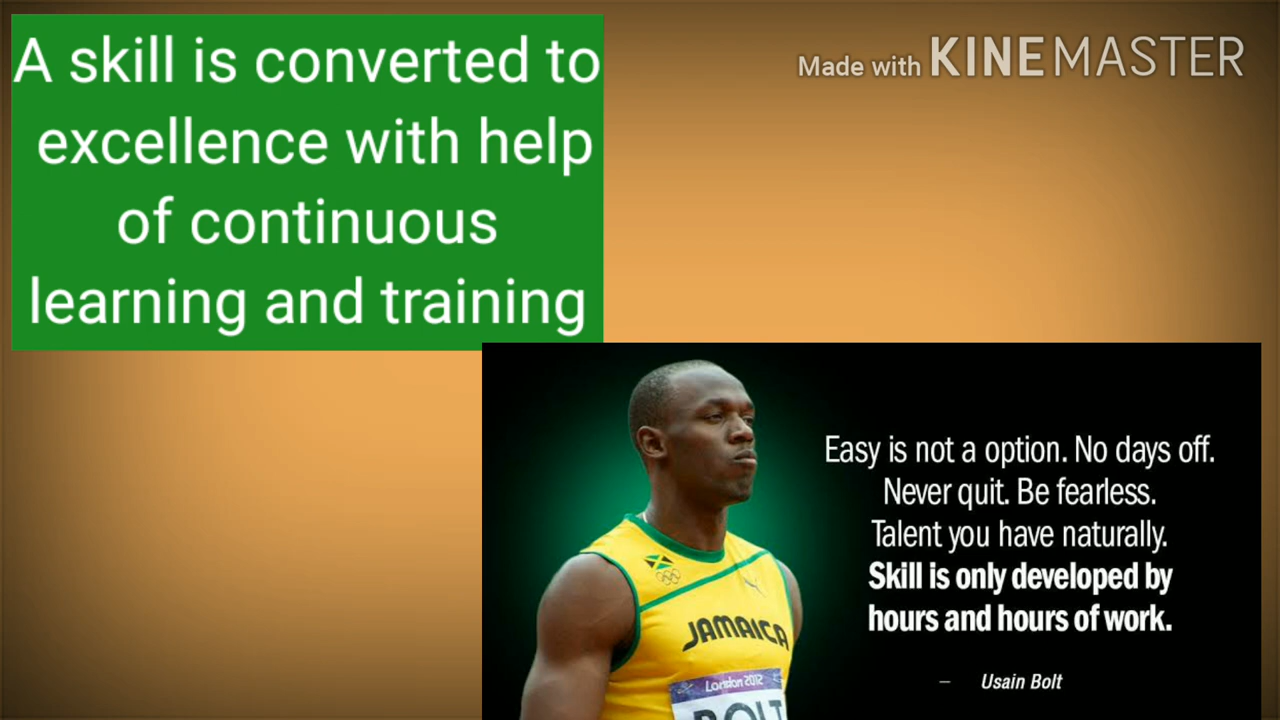 A skill is converted to
excellence with help
of continuous
learning and training
Made with KINEMASTER
Easy is not a option. No days off.
Never quit. Be fearless.
Talent you have naturally.
Skill is only developed by
hours and hours of work.
– Usain Bolt
JAMAICA
London 2012
BOLT